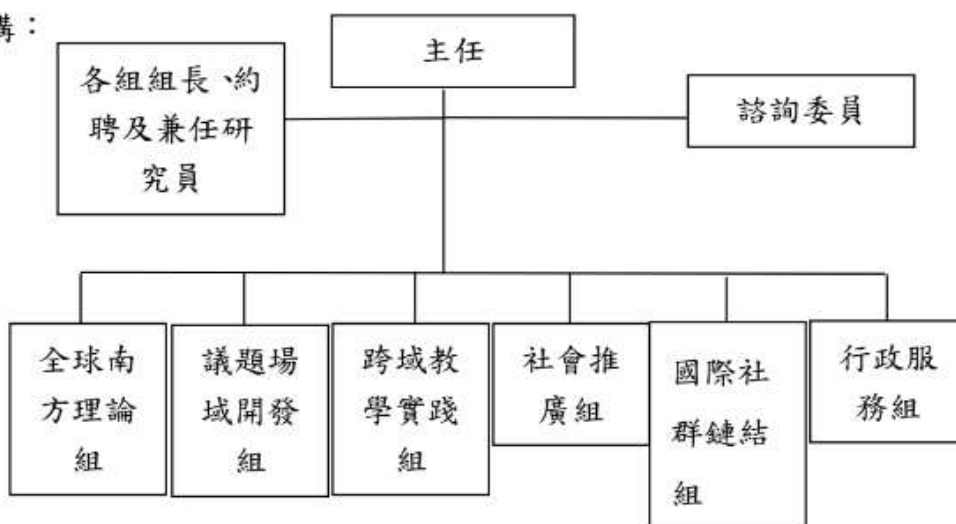 構：
主任
各組組長、約
聘及兼任研
究員
諮詢委員
全球南
方理論
組
議題場
域開發
組
跨域教
學實踐
組
社會推
廣組
國際社
群鏈結
組
行政服
務組